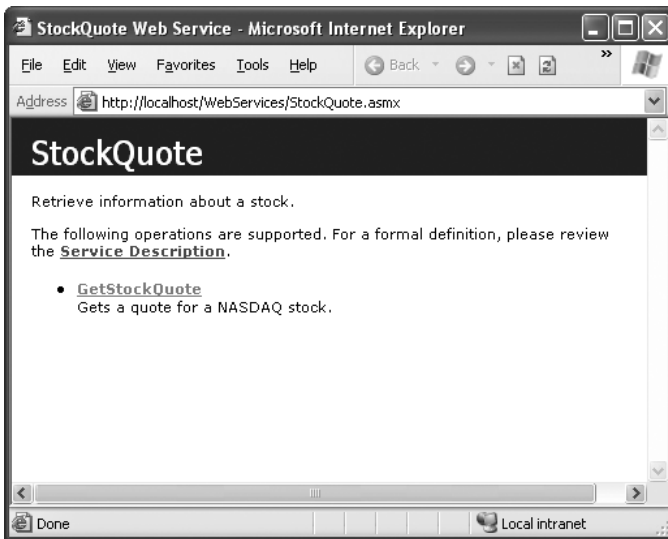 StockQuote Web Service - Microsoft Internet Explorer
File Edit View Favorites Tools Help Back »
Address http://localhost/WebServices/StockQuote.asmx
StockQuote
Retrieve information about a stock.
The following operations are supported. For a formal definition, please review
the Service Description.
• GetStockQuote
Gets a quote for a NASDAQ stock.
Done Local intranet